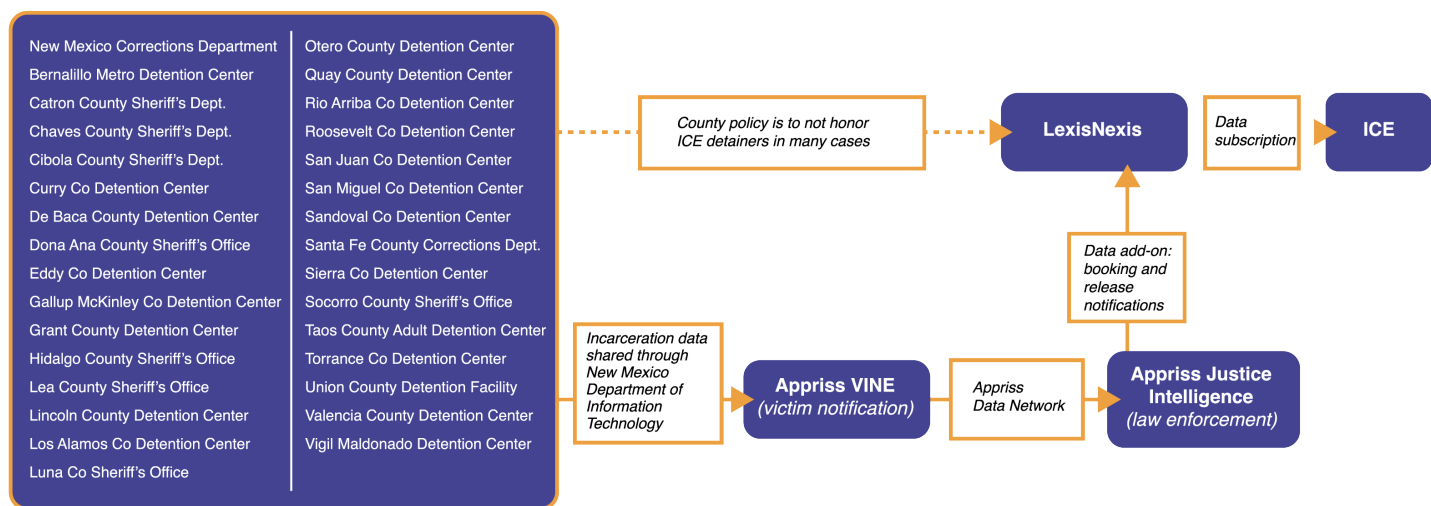 New Mexico Corrections Department
Bernalillo Metro Detention Center
Catron County Sheriff's Dept.
Chaves County Sheriff's Dept.
Cibola County Sheriff's Dept.
Curry Co Detention Center
De Baca County Detention Center
Dona Ana County Sheriff's Office
Eddy Co Detention Center
Gallup McKinley Co Detention Center
Grant County Detention Center
Hidalgo County Sheriff's Office
Lea County Sheriff's Office
Lincoln County Detention Center
Los Alamos Co Detention Center
Luna Co Sheriff's Office
Otero County Detention Center
Quay County Detention Center
Rio Arriba Co Detention Center
Roosevelt Co Detention Center
San Juan Co Detention Center
San Miguel Co Detention Center
Sandoval Co Detention Center
Santa Fe County Corrections Dept.
Sierra Co Detention Center
Socorro County Sheriff's Office
Taos County Adult Detention Center
Torrance Co Detention Center
Union County Detention Facility
Valencia County Detention Center
Vigil Maldonado Detention Center
County policy is to not honor
ICE detainers in many cases
LexisNexis
Data
subscription
ICE
Data add-on:
booking and
release
notifications
Incarceration data
shared through
New Mexico
Department of
Information
Technology
Appriss VINE
(victim notification)
Appriss
Data Network
Appriss Justice
Intelligence
(law enforcement)